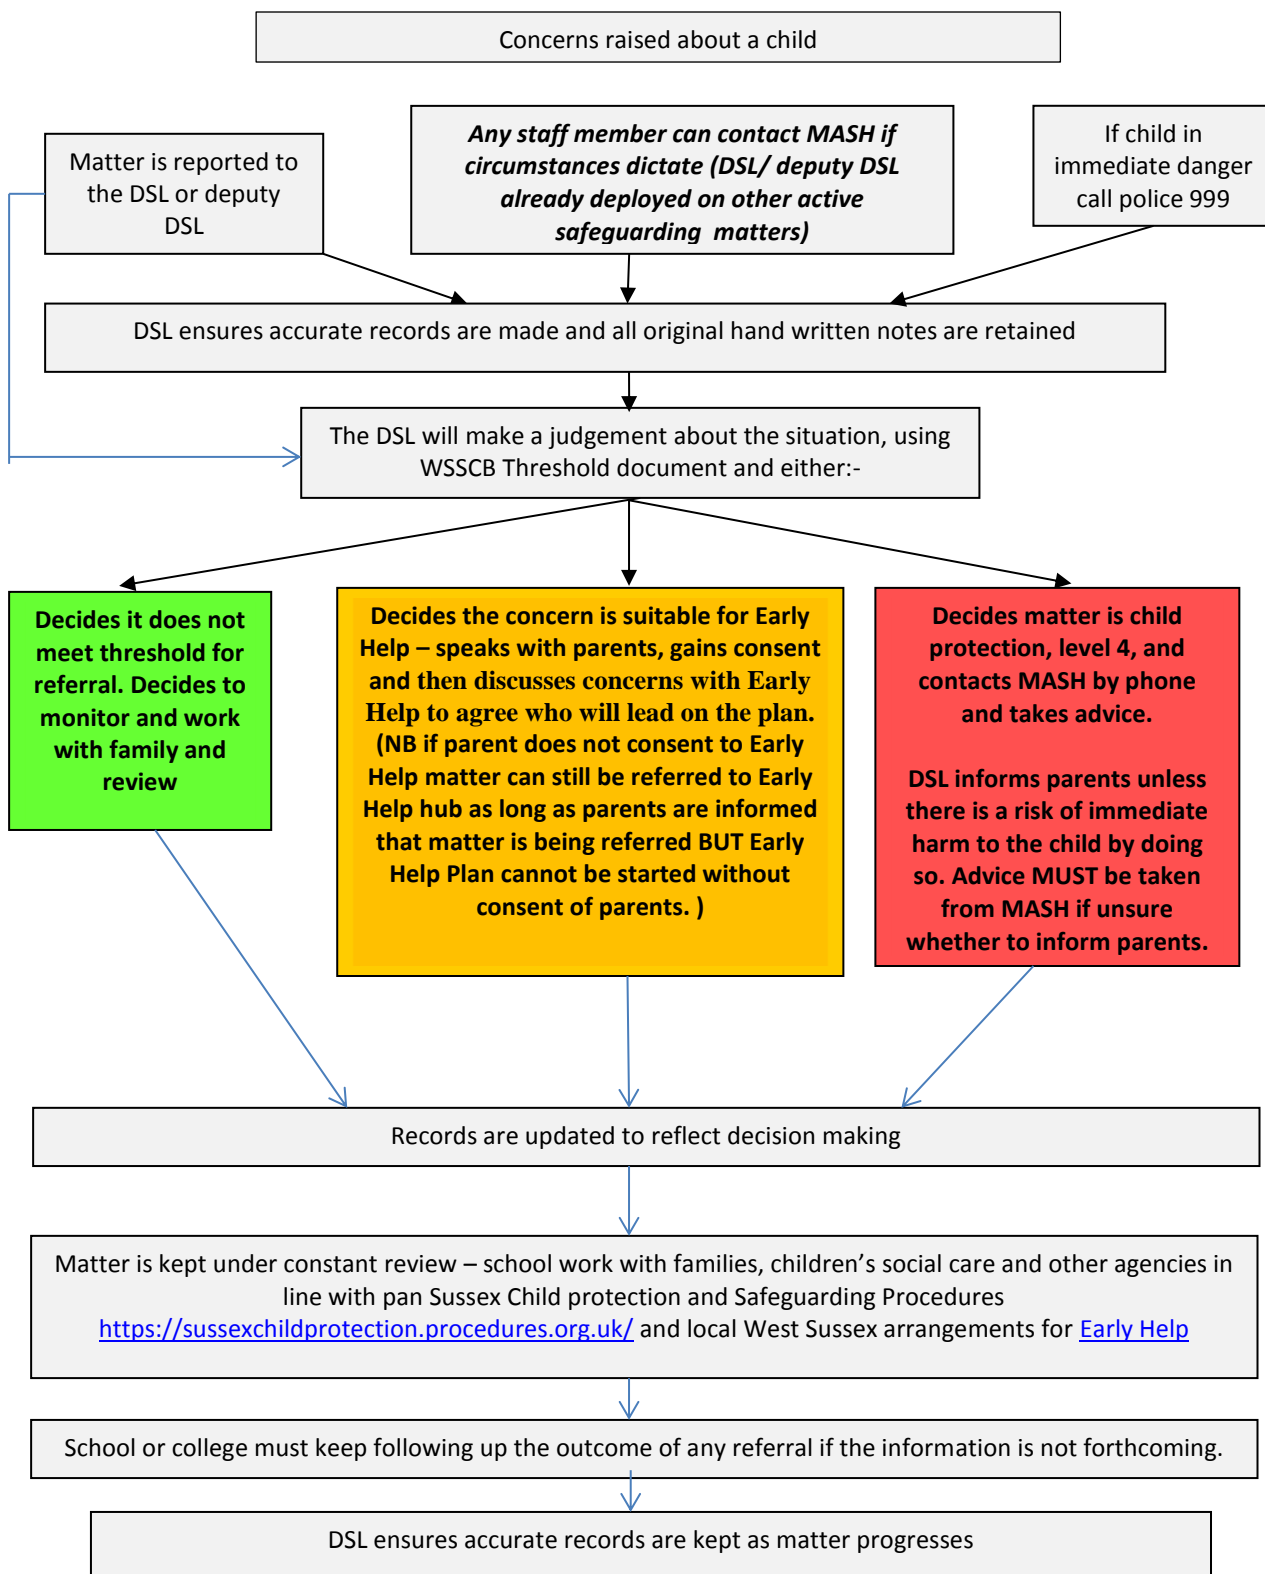 Concerns raised about a child
Matter is reported to
the DSL or deputy
DSL
Any staff member can contact MASH if
circumstances dictate (DSL/ deputy DSL
already deployed on other active
safeguarding matters)
If child in
immediate danger
call police 999
DSL ensures accurate records are made and all original hand written notes are retained
The DSL will make a judgement about the situation, using
WSSCB Threshold document and either:-
Decides it does not
meet threshold for
referral. Decides to
monitor and work
with family and
review
Decides the concern is suitable for Early
Help – speaks with parents, gains consent
and then discusses concerns with Early
Help to agree who will lead on the plan.
(NB if parent does not consent to Early
Help matter can still be referred to Early
Help hub as long as parents are informed
that matter is being referred BUT Early
Help Plan cannot be started without
consent of parents. )
Decides matter is child
protection, level 4, and
contacts MASH by phone
and takes advice.
DSL informs parents unless
there is a risk of immediate
harm to the child by doing
so. Advice MUST be taken
from MASH if unsure
whether to inform parents.
Records are updated to reflect decision making
Matter is kept under constant review – school work with families, children’s social care and other agencies in
line with pan Sussex Child protection and Safeguarding Procedures
https://sussexchildprotection.procedures.org.uk/ and local West Sussex arrangements for Early Help
School or college must keep following up the outcome of any referral if the information is not forthcoming.
DSL ensures accurate records are kept as matter progresses